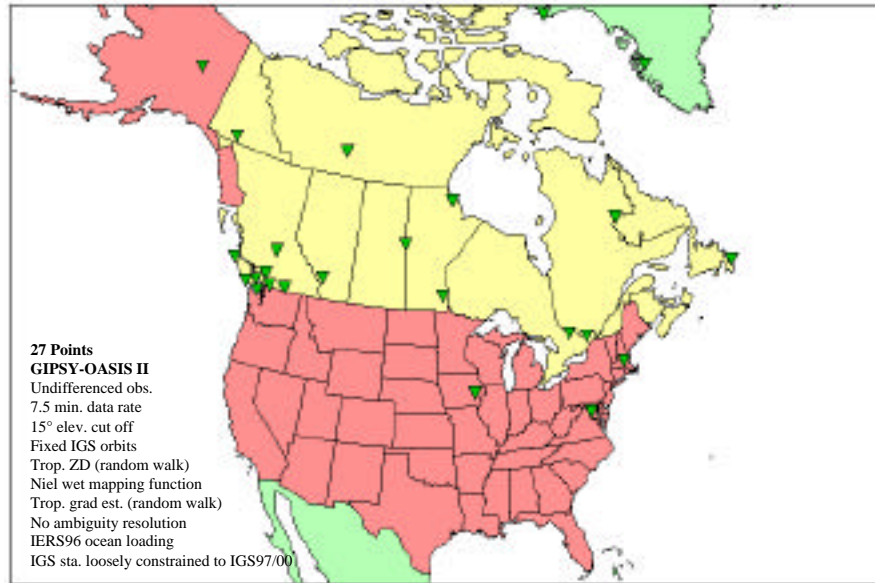 27 Points
GIPSY-OASIS II
Undifferenced obs.
7.5 min. data rate
15° elev. cut off
Fixed IGS orbits
Trop. ZD (random walk)
Niel wet mapping function
Trop. grad est. (random walk)
No ambiguity resolution
IERS96 ocean loading
IGS sta. loosely constrained to IGS97/00